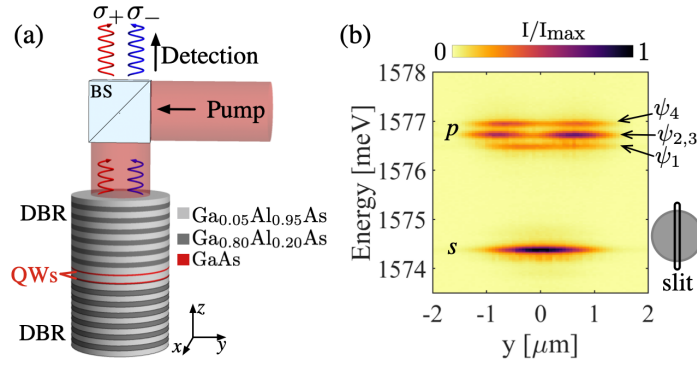 (a)
σ+ σ−
Detection
BS
Pump
DBR
QWs
DBR
Ga0.05Al0.95As
Ga0.80Al0.20As
GaAs
z
x
y
(b)
I/Imax
0
1
Energy [meV]
1578
1577
1576
1575
1574
p
s
ψ4
ψ2,3
ψ1
slit
-2
-1
0
1
2
y [μm]